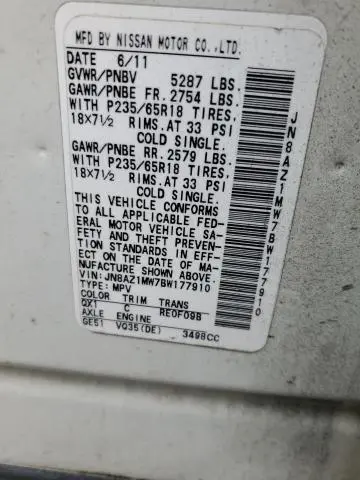 MFD BY NISSAN MOTOR CO.,LTD.
DATE 6/11
GVWR/PNBV 5287 LBS.
GAWR/PNBE FR. 2754 LBS.
WITH P235/65R18 TIRES,
18X7½ RIMS.AT 33 PSI
COLD SINGLE.
GAWR/PNBE RR. 2579 LBS.
WITH P235/65R18 TIRES,
18X7½ RIMS.AT 33 PSI
COLD SINGLE.
THIS VEHICLE CONFORMS
TO ALL APPLICABLE FED-
ERAL MOTOR VEHICLE SA-
FETY AND THEFT PREVEN-
TION STANDARDS IN EFF-
ECT ON THE DATE OF MA-
NUFACTURE SHOWN ABOVE.
VIN: JN8AZ1MW7BW177910
TYPE: MPV
COLOR TRIM TRANS
QX1 C RE0F09B
AXLE ENGINE
GE51 VQ35(DE) 3498CC
JN8AZ1MW7BW177910